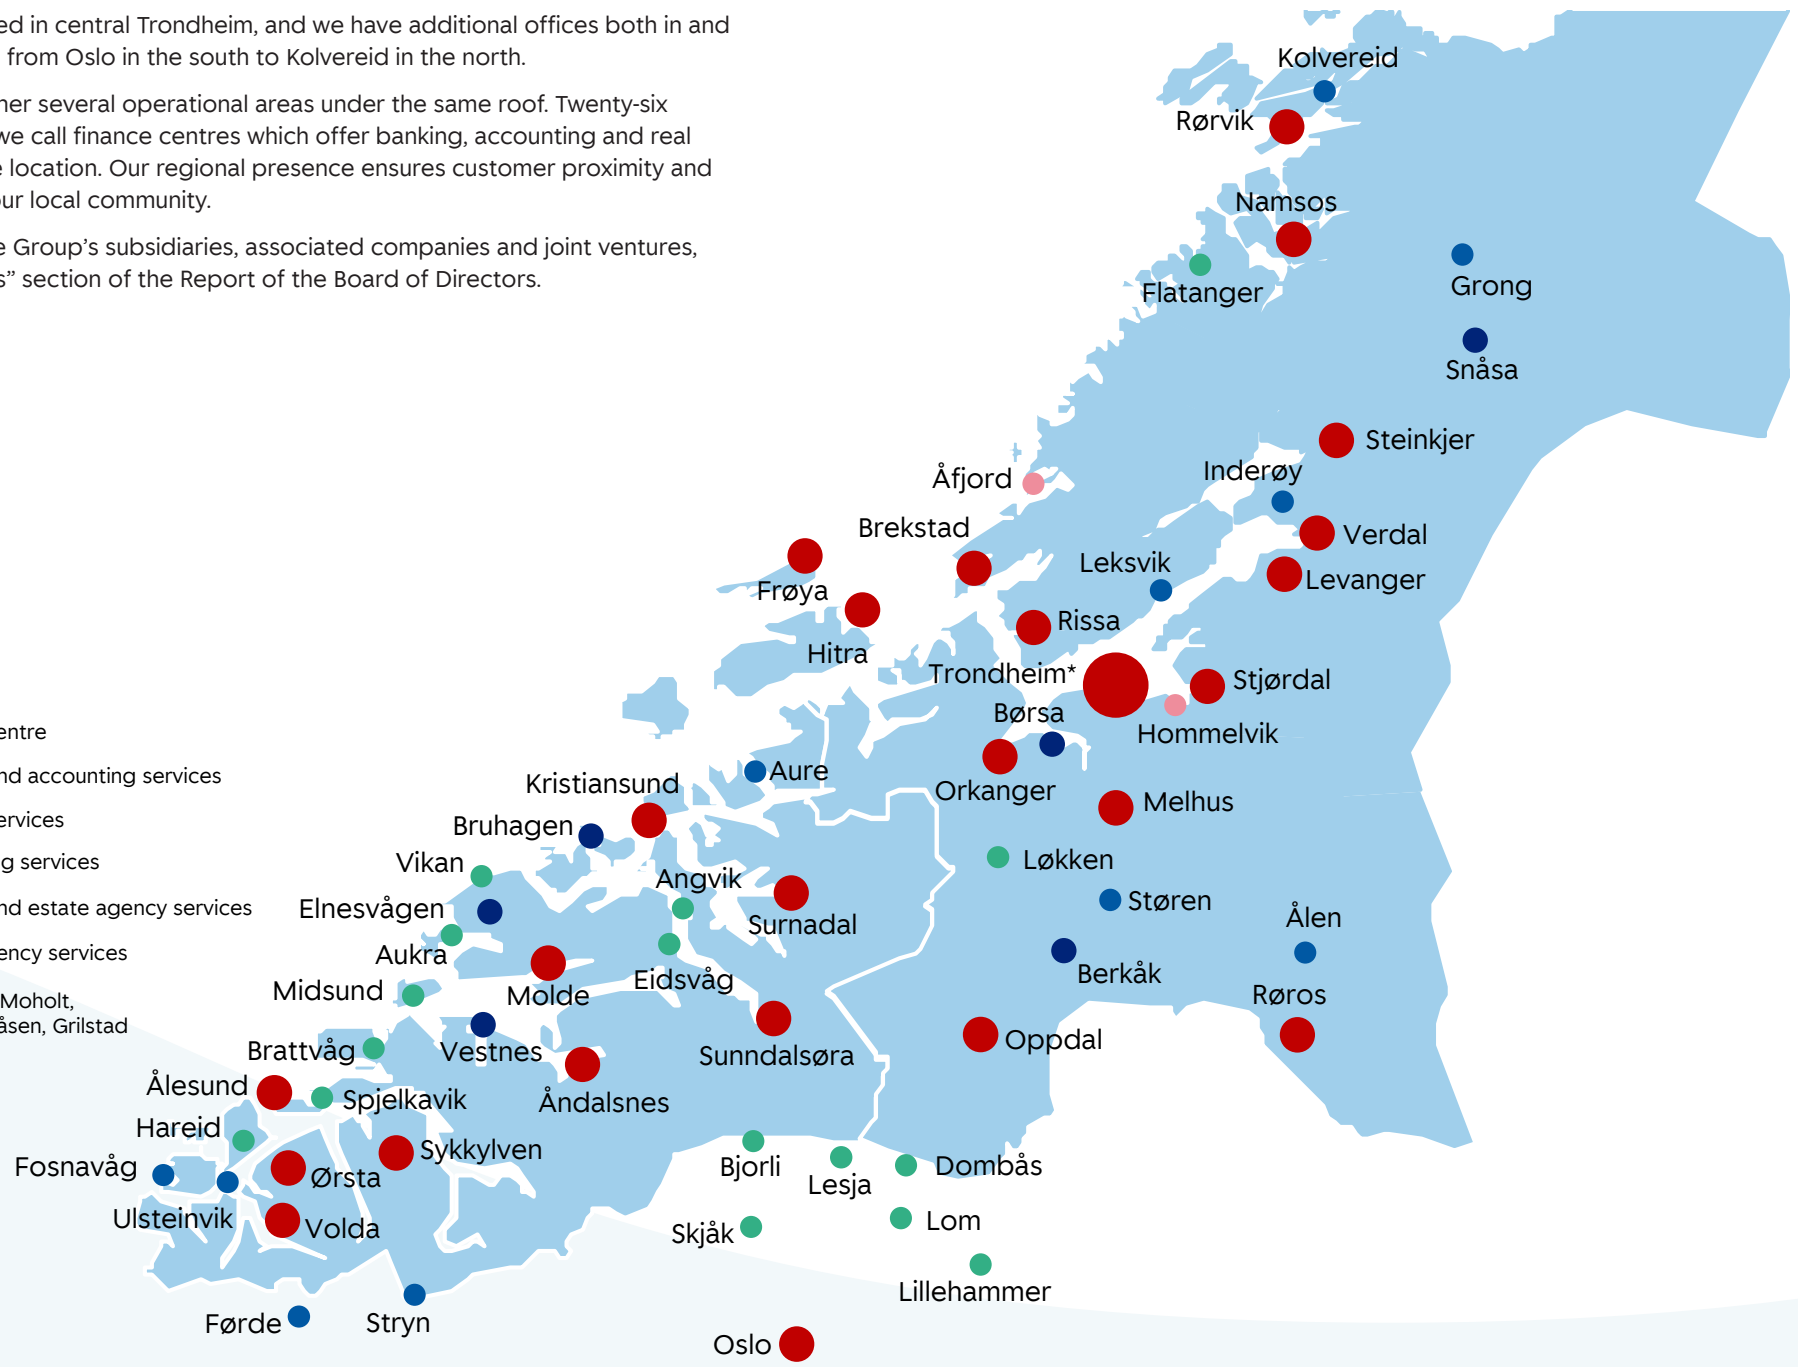 ed in central Trondheim, and we have additional offices both in and
from Oslo in the south to Kolvereid in the north.
her several operational areas under the same roof. Twenty-six
we call finance centres which offer banking, accounting and real
e location. Our regional presence ensures customer proximity and
our local community.
e Group’s subsidiaries, associated companies and joint ventures,
s” section of the Report of the Board of Directors.
Kolvereid
Rørvik
Namsos
Flatanger
Grong
Snåsa
Steinkjer
Inderøy
Åfjord
Brekstad
Verdal
Leksvik
Levanger
Frøya
Rissa
Hitra
Trondheim*
Stjørdal
Børsa
Hommelvik
entre
nd accounting services
ervices
g services
nd estate agency services
ency services
Moholt,
åsen, Grilstad
Aure
Kristiansund
Orkanger
Melhus
Bruhagen
Vikan
Angvik
Løkken
Elnesvågen
Surnadal
Støren
Ålen
Aukra
Eidsvåg
Berkåk
Midsund
Molde
Røros
Brattvåg
Vestnes
Sunndalsøra
Oppdal
Ålesund
Spjelkavik
Åndalsnes
Hareid
Sykkylven
Fosnavåg
Ørsta
Bjorli
Lesja
Dombås
Ulsteinvik
Volda
Skjåk
Lom
Lillehammer
Førde
Stryn
Oslo